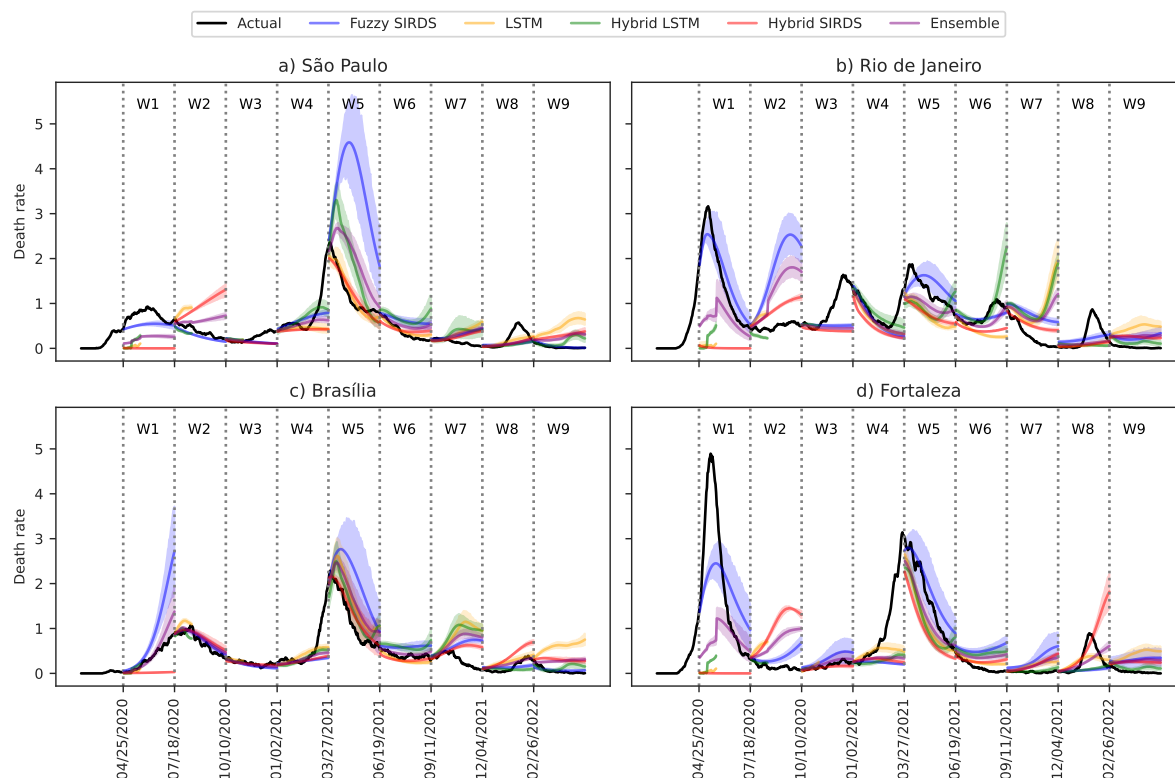 Actual Fuzzy SIRDS LSTM Hybrid LSTM Hybrid SIRDS Ensemble
a) São Paulo
b) Rio de Janeiro
W1 W2 W3 W4 W5 W6 W7 W8 W9
W1 W2 W3 W4 W5 W6 W7 W8 W9
5
4
3
2
1
0
Death rate
c) Brasília
d) Fortaleza
W1 W2 W3 W4 W5 W6 W7 W8 W9
W1 W2 W3 W4 W5 W6 W7 W8 W9
5
4
3
2
1
0
Death rate
04/25/2020 07/18/2020 10/10/2020 01/02/2021 03/27/2021 06/19/2021 09/11/2021 12/04/2021 02/26/2022
04/25/2020 07/18/2020 10/10/2020 01/02/2021 03/27/2021 06/19/2021 09/11/2021 12/04/2021 02/26/2022